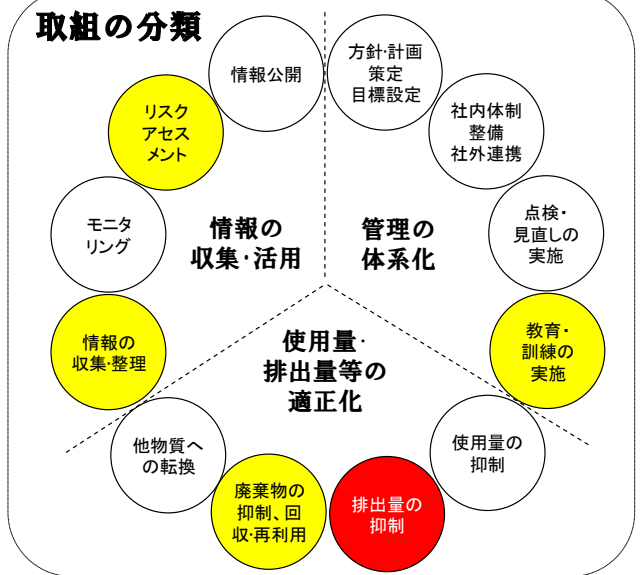 取組の分類
情報公開
方針・計画
策定
目標設定
リスク
アセス
メント
社内体制
整備
社外連携
モニタ
リング
情報の
収集・活用
管理の
体系化
点検・
見直しの
実施
情報の
収集・整理
使用量・
排出量等の
適正化
教育・
訓練の
実施
他物質へ
の転換
使用量の
抑制
廃棄物の
抑制、回
収・再利用
排出量の
抑制